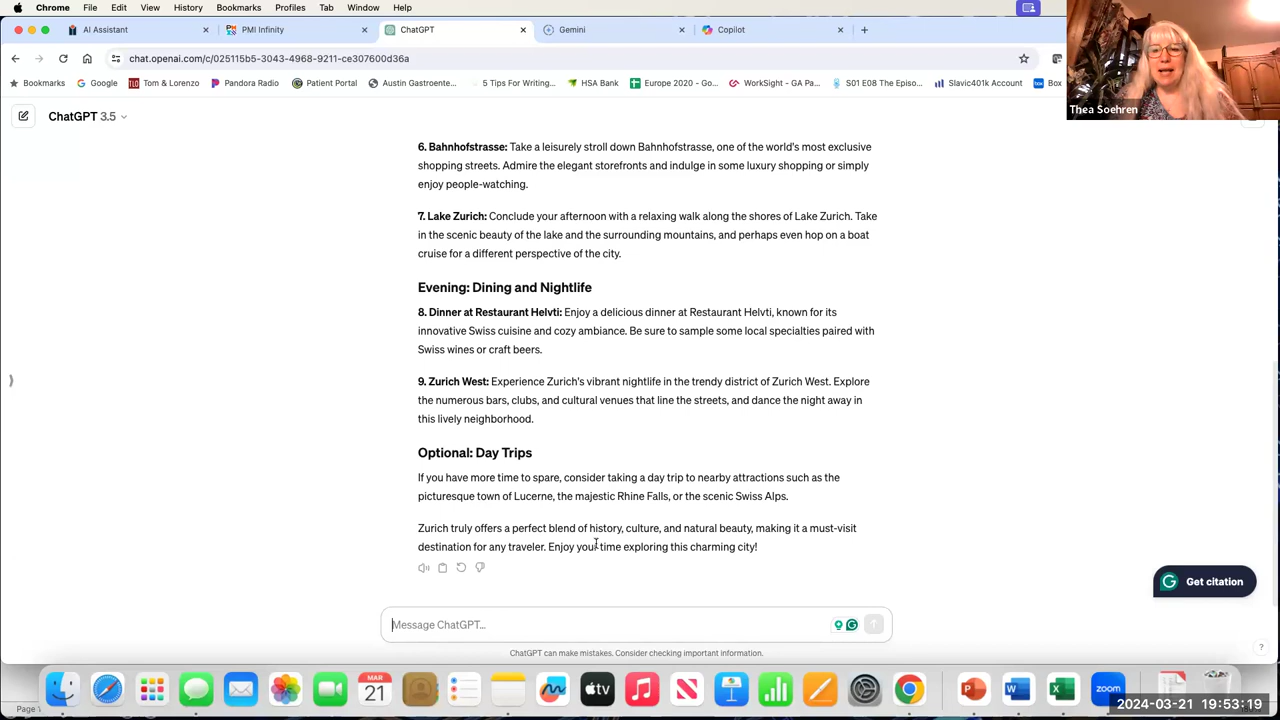 Chrome File Edit View History Bookmarks Profiles Tab Window Help
AI Assistant PMI Infinity ChatGPT Gemini Copilot
chat.openai.com/c/025115b5-3043-4968-9211-ce307600d36a
Bookmarks Google Tom & Lorenzo Pandora Radio Patient Portal Austin Gastroente... 5 Tips For Writing... HSA Bank Europe 2020 - Go... WorkSight - GA Pa... S01 E08 The Episo... Slavic401k Account Box
Thea Soehren
ChatGPT 3.5
6. Bahnhofstrasse: Take a leisurely stroll down Bahnhofstrasse, one of the world's most exclusive
shopping streets. Admire the elegant storefronts and indulge in some luxury shopping or simply
enjoy people-watching.
7. Lake Zurich: Conclude your afternoon with a relaxing walk along the shores of Lake Zurich. Take
in the scenic beauty of the lake and the surrounding mountains, and perhaps even hop on a boat
cruise for a different perspective of the city.
Evening: Dining and Nightlife
8. Dinner at Restaurant Helvti: Enjoy a delicious dinner at Restaurant Helvti, known for its
innovative Swiss cuisine and cozy ambiance. Be sure to sample some local specialties paired with
Swiss wines or craft beers.
9. Zurich West: Experience Zurich's vibrant nightlife in the trendy district of Zurich West. Explore
the numerous bars, clubs, and cultural venues that line the streets, and dance the night away in
this lively neighborhood.
Optional: Day Trips
If you have more time to spare, consider taking a day trip to nearby attractions such as the
picturesque town of Lucerne, the majestic Rhine Falls, or the scenic Swiss Alps.
Zurich truly offers a perfect blend of history, culture, and natural beauty, making it a must-visit
destination for any traveler. Enjoy your time exploring this charming city!
Get citation
Message ChatGPT...
ChatGPT can make mistakes. Consider checking important information.
?
MAR
21
tv
zoom
Page 1
2024-03-21 19:53:19